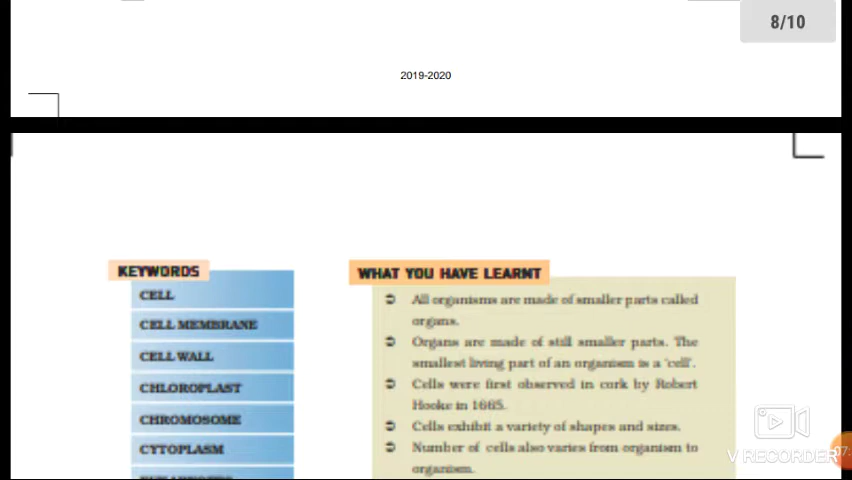 8/10
2019-2020
KEYWORDS
CELL
CELL MEMBRANE
CELL WALL
CHLOROPLAST
CHROMOSOME
CYTOPLASM
WHAT YOU HAVE LEARNT
➲ All organisms are made of smaller parts called
organs.
➲ Organs are made of still smaller parts. The
smallest living part of an organism is a ‘cell’.
➲ Cells were first observed in cork by Robert
Hooke in 1665.
➲ Cells exhibit a variety of shapes and sizes.
➲ Number of cells also varies from organism to
organism.
V RECORDER
07: